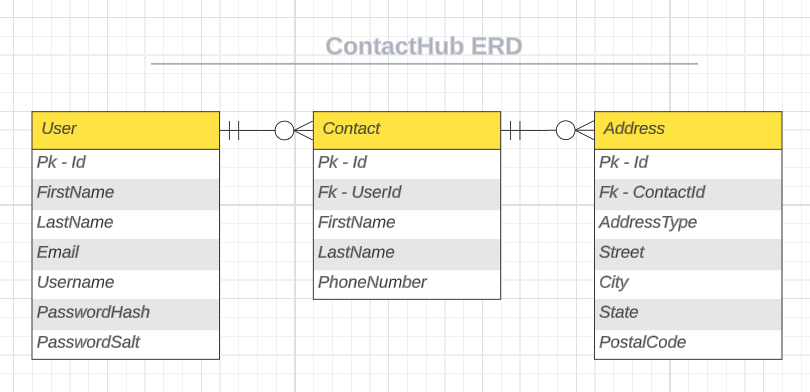 ContactHub ERD
User
Pk - Id
FirstName
LastName
Email
Username
PasswordHash
PasswordSalt
Contact
Pk - Id
Fk - UserId
FirstName
LastName
PhoneNumber
Address
Pk - Id
Fk - ContactId
AddressType
Street
City
State
PostalCode